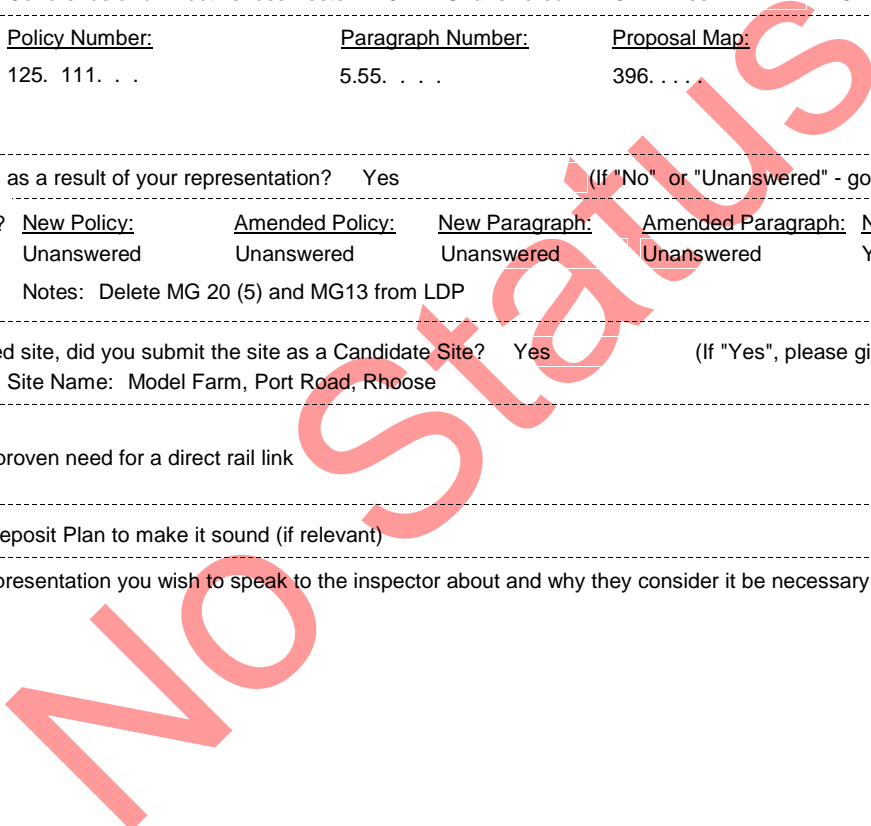 Policy Number: Paragraph Number: Proposal Map:
125. 111. . . 5.55. . . . 396. . . . .
as a result of your representation? Yes (If "No" or "Unanswered" - go
? New Policy: Amended Policy: New Paragraph: Amended Paragraph: N
Unanswered Unanswered Unanswered Unanswered Y
Notes: Delete MG 20 (5) and MG13 from LDP
ed site, did you submit the site as a Candidate Site? Yes (If "Yes", please gi
Site Name: Model Farm, Port Road, Rhoose
proven need for a direct rail link
eposit Plan to make it sound (if relevant)
presentation you wish to speak to the inspector about and why they consider it be necessary
No Status